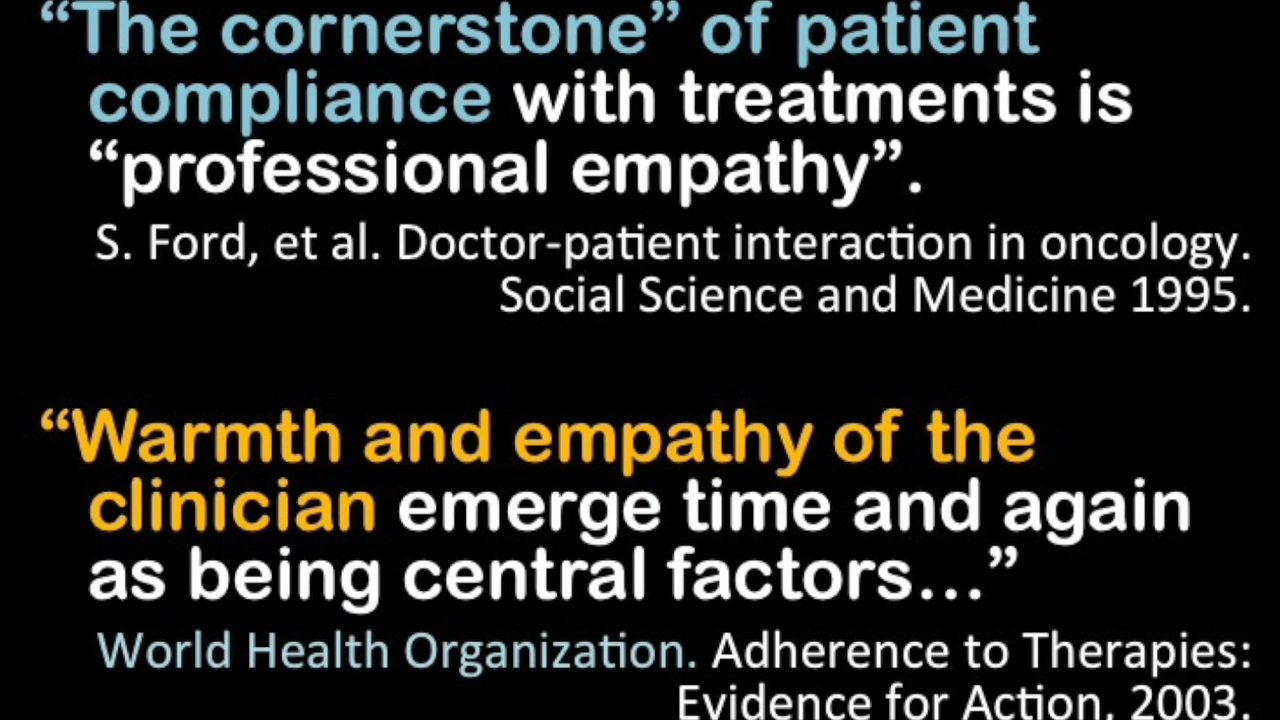 “The cornerstone” of patient
compliance with treatments is
“professional empathy”.
S. Ford, et al. Doctor-patient interaction in oncology.
Social Science and Medicine 1995.
“Warmth and empathy of the
clinician emerge time and again
as being central factors...”
World Health Organization. Adherence to Therapies:
Evidence for Action, 2003.